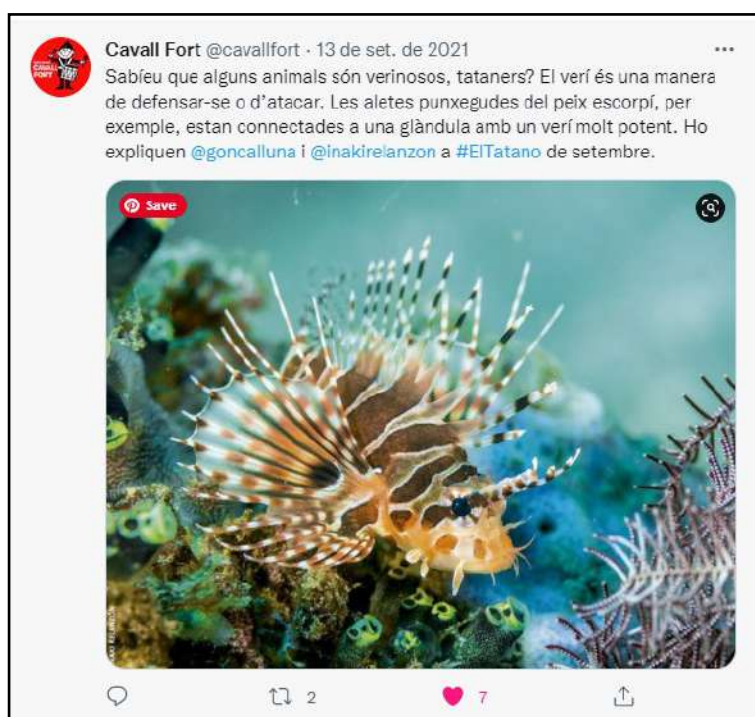 Cavall Fort @cavallfort · 13 de set. de 2021
Sabíeu que alguns animals són verinosos, tataners? El verí és una manera
de defensar-se o d'atacar. Les aletes punxegudes del peix escorpí, per
exemple, estan connectades a una glàndula amb un verí molt potent. Ho
expliquen @goncalluna i @inakirelanzon a #ElTatano de setembre.
Save
2
7
CAVALL
FORT